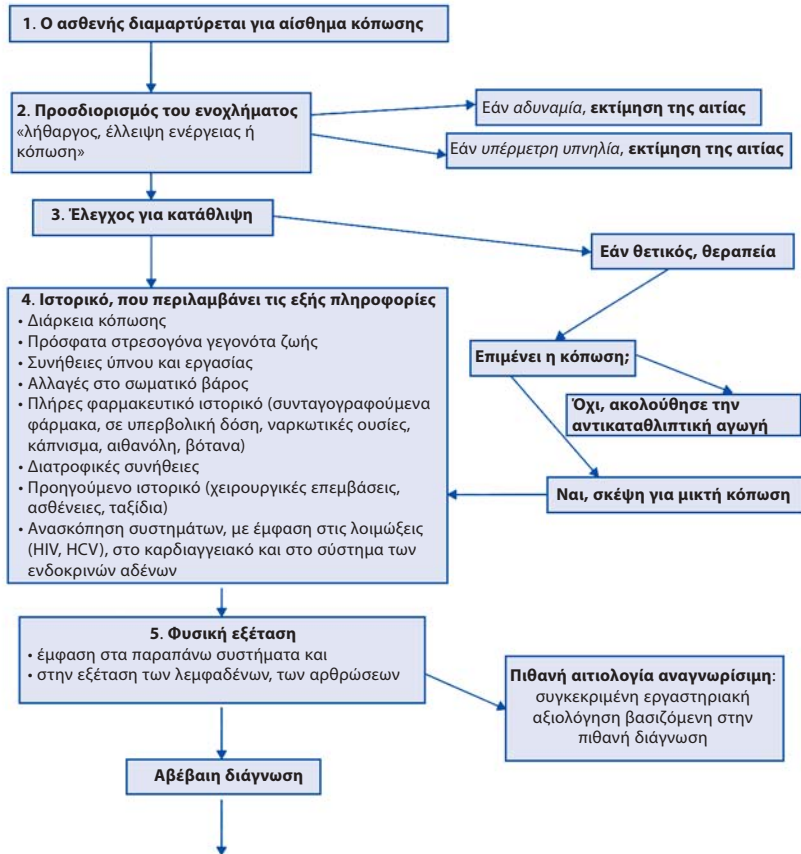 1. Ο ασθενής διαμαρτύρεται για αίσθημα κόπωσης
2. Προσδιορισμός του ενοχλήματος
«λήθαργος, έλλειψη ενέργειας ή
κόπωση»
Εάν αδυναμία, εκτίμηση της αιτίας
Εάν υπέρμετρη υπνηλία, εκτίμηση της αιτίας
3. Έλεγχος για κατάθλιψη
Εάν θετικός, θεραπεία
Επιμένει η κόπωση;
Όχι, ακολούθησε την
αντικαταθλιπτική αγωγή
Ναι, σκέψη για μικτή κόπωση
4. Ιστορικό, που περιλαμβάνει τις εξής πληροφορίες
• Διάρκεια κόπωσης
• Πρόσφατα στρεσογόνα γεγονότα ζωής
• Συνήθειες ύπνου και εργασίας
• Αλλαγές στο σωματικό βάρος
• Πλήρες φαρμακευτικό ιστορικό (συνταγογραφούμενα
φάρμακα, σε υπερβολική δόση, ναρκωτικές ουσίες,
κάπνισμα, αιθανόλη, βότανα)
• Διατροφικές συνήθειες
• Προηγούμενο ιστορικό (χειρουργικές επεμβάσεις,
ασθένειες, ταξίδια)
• Ανασκόπηση συστημάτων, με έμφαση στις λοιμώξεις
(HIV, HCV), στο καρδιαγγειακό και στο σύστημα των
ενδοκρινών αδένων
5. Φυσική εξέταση
• έμφαση στα παραπάνω συστήματα και
• στην εξέταση των λεμφαδένων, των αρθρώσεων
Πιθανή αιτιολογία αναγνωρίσιμη:
συγκεκριμένη εργαστηριακή
αξιολόγηση βασιζόμενη στην
πιθανή διάγνωση
Αβέβαιη διάγνωση